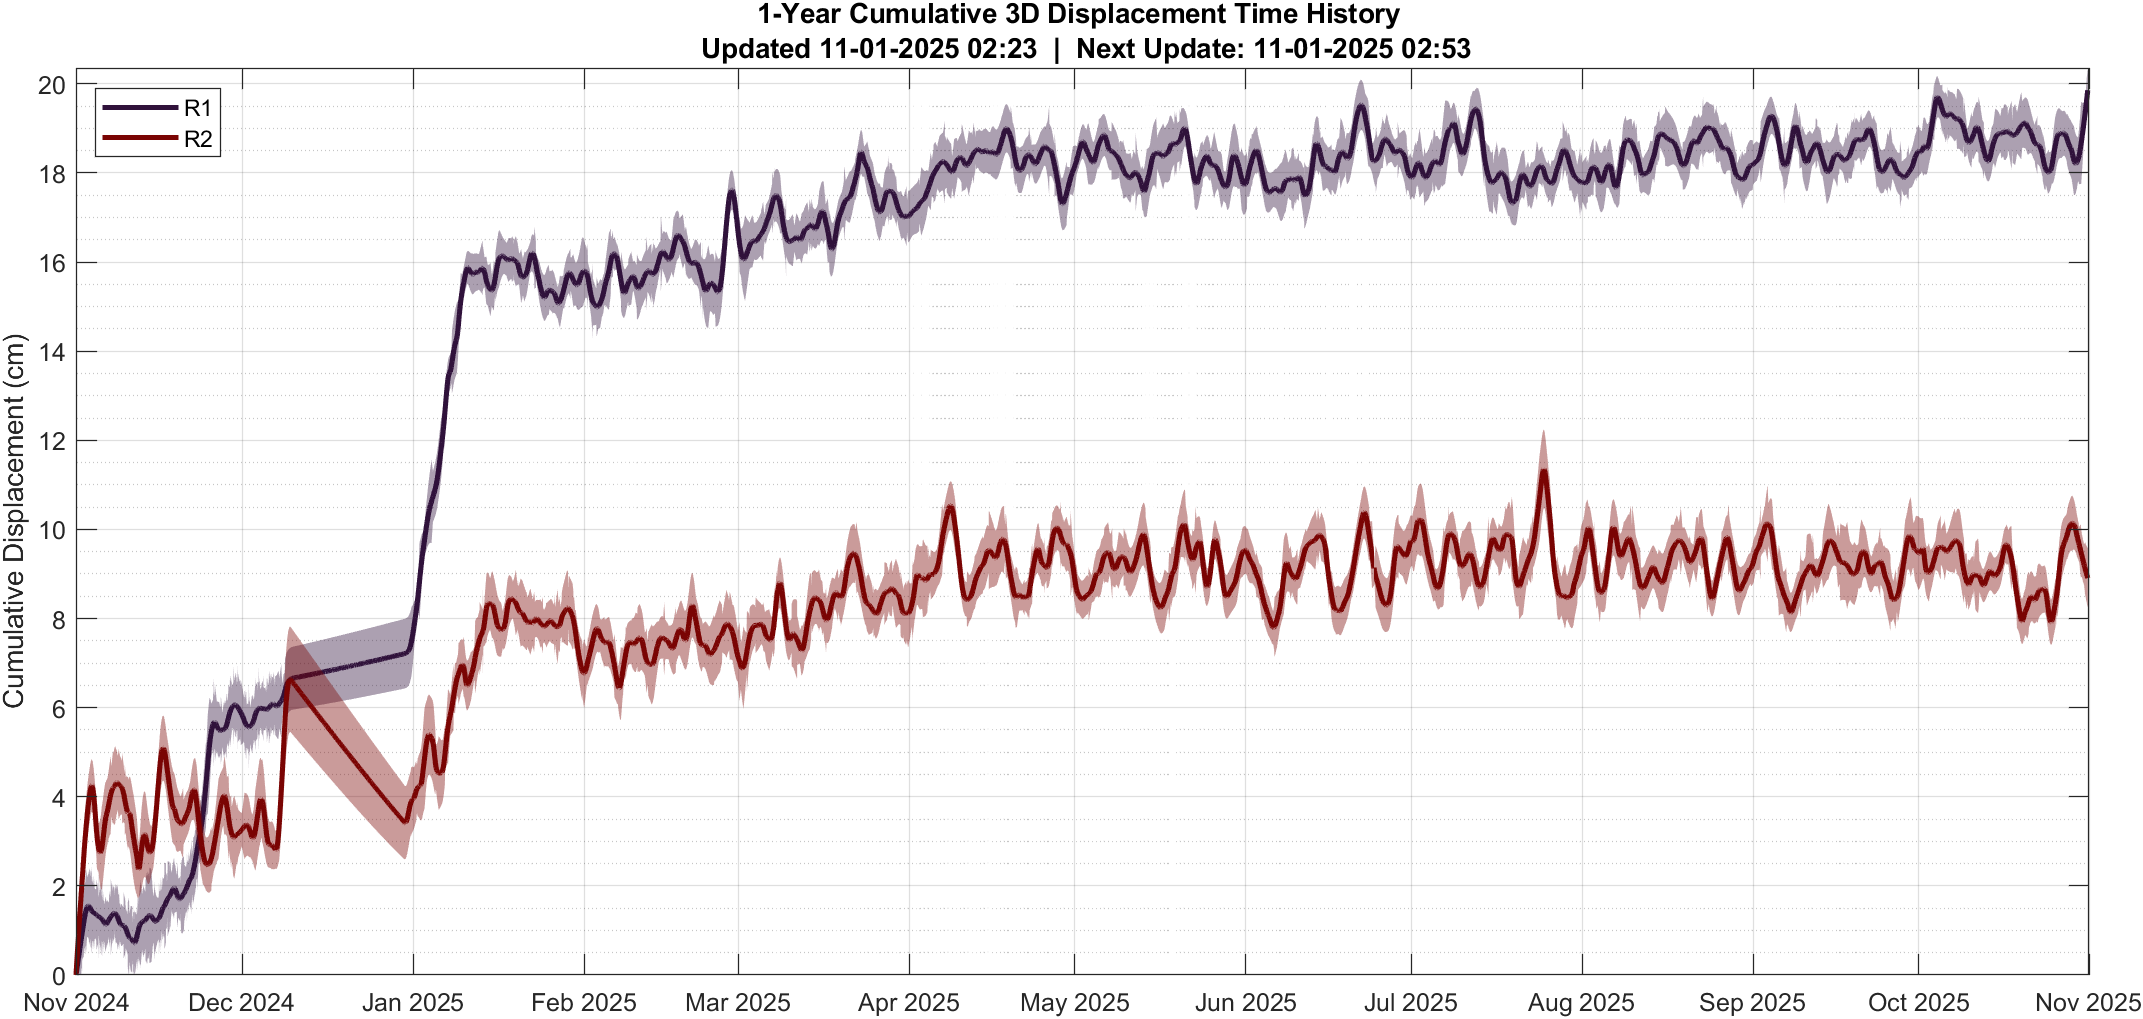 1-Year Cumulative 3D Displacement Time History
Updated 11-01-2025 02:23 | Next Update: 11-01-2025 02:53
R1
R2
Cumulative Displacement (cm)
20
18
16
14
12
10
8
6
4
2
0
Nov 2024 Dec 2024 Jan 2025 Feb 2025 Mar 2025 Apr 2025 May 2025 Jun 2025 Jul 2025 Aug 2025 Sep 2025 Oct 2025 Nov 2025